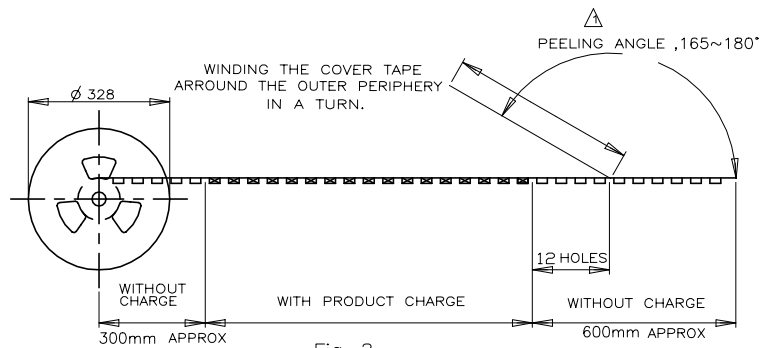 1
PEELING ANGLE ,165~180°
WINDING THE COVER TAPE
ARROUND THE OUTER PERIPHERY
IN A TURN.
ϕ 328
12 HOLES
WITHOUT
CHARGE
WITH PRODUCT CHARGE
WITHOUT CHARGE
300mm APPROX
600mm APPROX